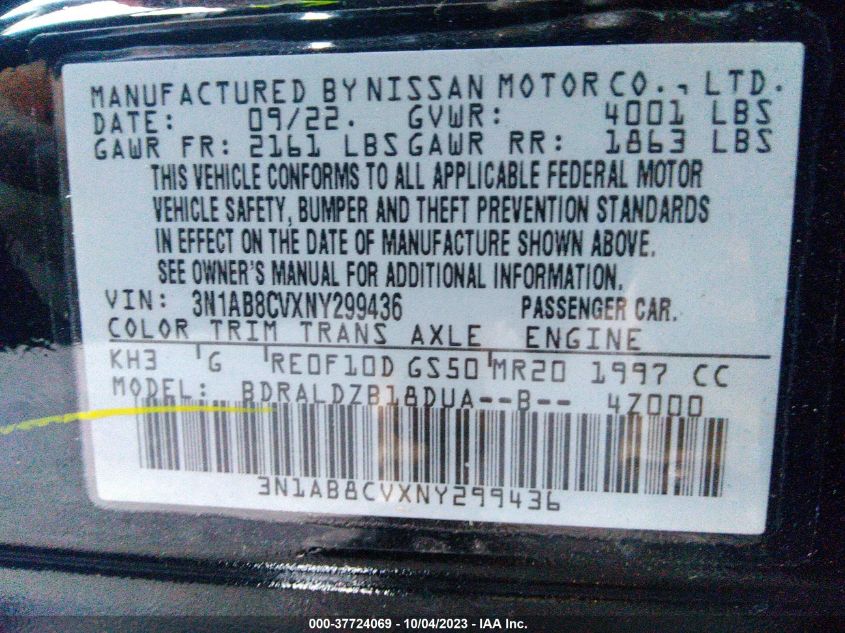 MANUFACTURED BY NISSAN MOTOR CO., LTD.
DATE: 09/22. GVWR: 4001 LBS
GAWR FR: 2161 LBS GAWR RR: 1863 LBS
THIS VEHICLE CONFORMS TO ALL APPLICABLE FEDERAL MOTOR
VEHICLE SAFETY, BUMPER AND THEFT PREVENTION STANDARDS
IN EFFECT ON THE DATE OF MANUFACTURE SHOWN ABOVE.
SEE OWNER'S MANUAL FOR ADDITIONAL INFORMATION.
VIN: 3N1AB8CVXNY299436 PASSENGER CAR.
COLOR TRIM TRANS AXLE ENGINE
KH3 G RE0F10D GS50 MR20 1997 CC
MODEL: BDRALDZB18DUA--B-- 4Z000
3N1AB8CVXNY299436
000-37724069 - 10/04/2023 - IAA Inc.